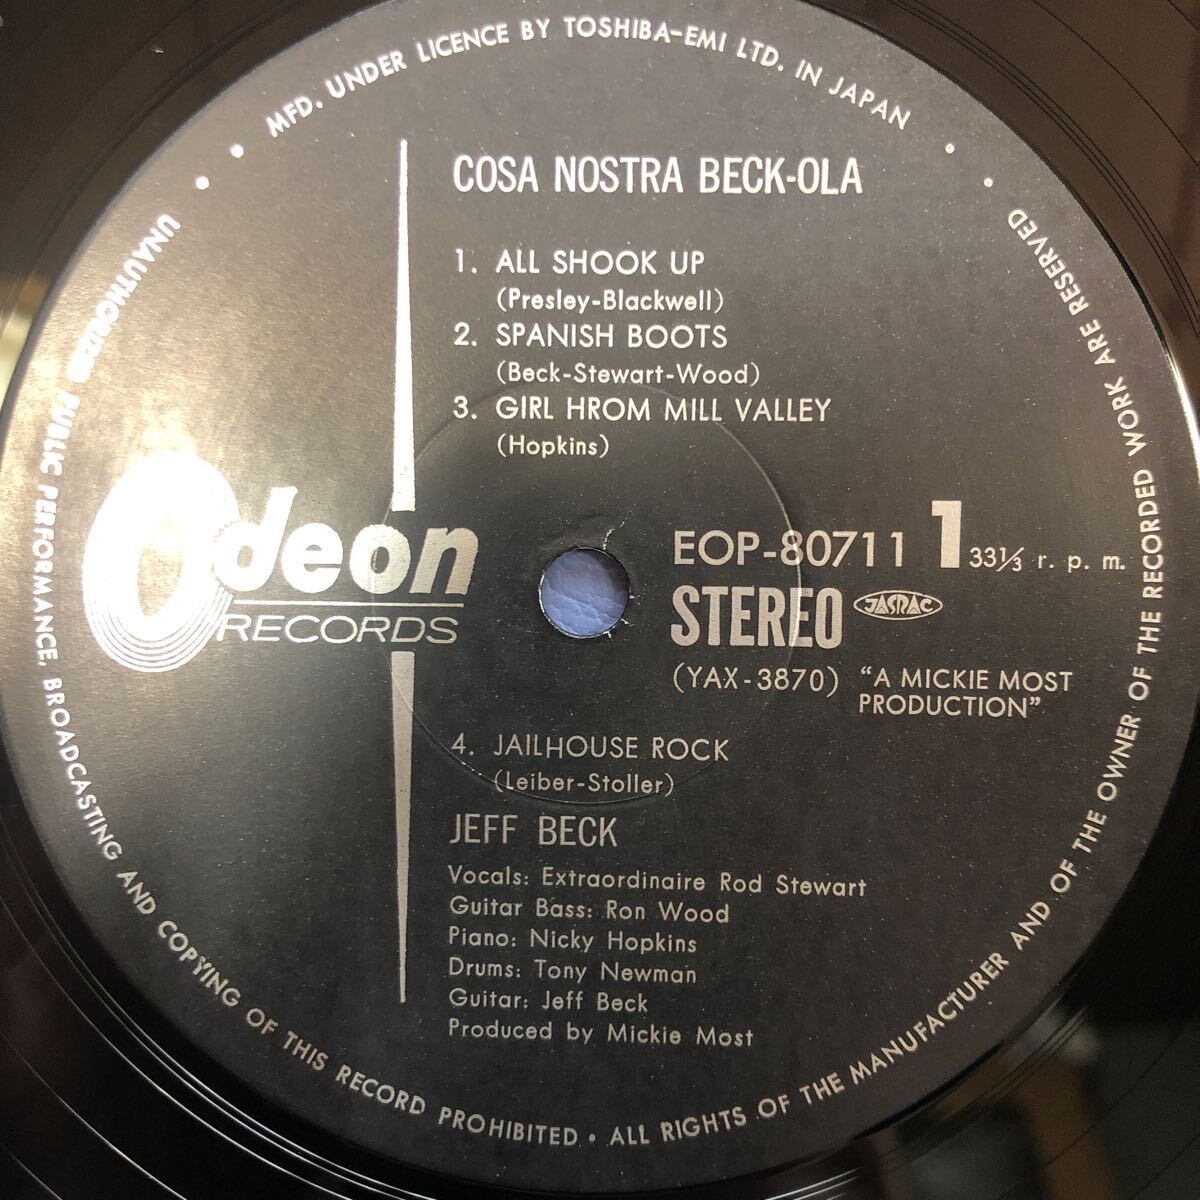 MFD. UNDER LICENCE BY TOSHIBA-EMI LTD. IN JAPAN
COSA NOSTRA BECK-OLA
1. ALL SHOOK UP
(Presley-Blackwell)
2. SPANISH BOOTS
(Beck-Stewart-Wood)
3. GIRL HROM MILL VALLEY
(Hopkins)
Odeon
RECORDS
EOP-80711 1 33⅓ r. p. m.
STEREO JASRAC
(YAX-3870) “A MICKIE MOST
PRODUCTION”
4. JAILHOUSE ROCK
(Leiber-Stoller)
JEFF BECK
Vocals: Extraordinaire Rod Stewart
Guitar Bass: Ron Wood
Piano: Nicky Hopkins
Drums: Tony Newman
Guitar: Jeff Beck
Produced by Mickie Most
UNAUTHORIZED PUBLIC PERFORMANCE, BROADCASTING AND COPYING OF THIS RECORD PROHIBITED • ALL RIGHTS OF THE MANUFACTURER AND OF THE OWNER OF THE RECORDED WORK ARE RESERVED